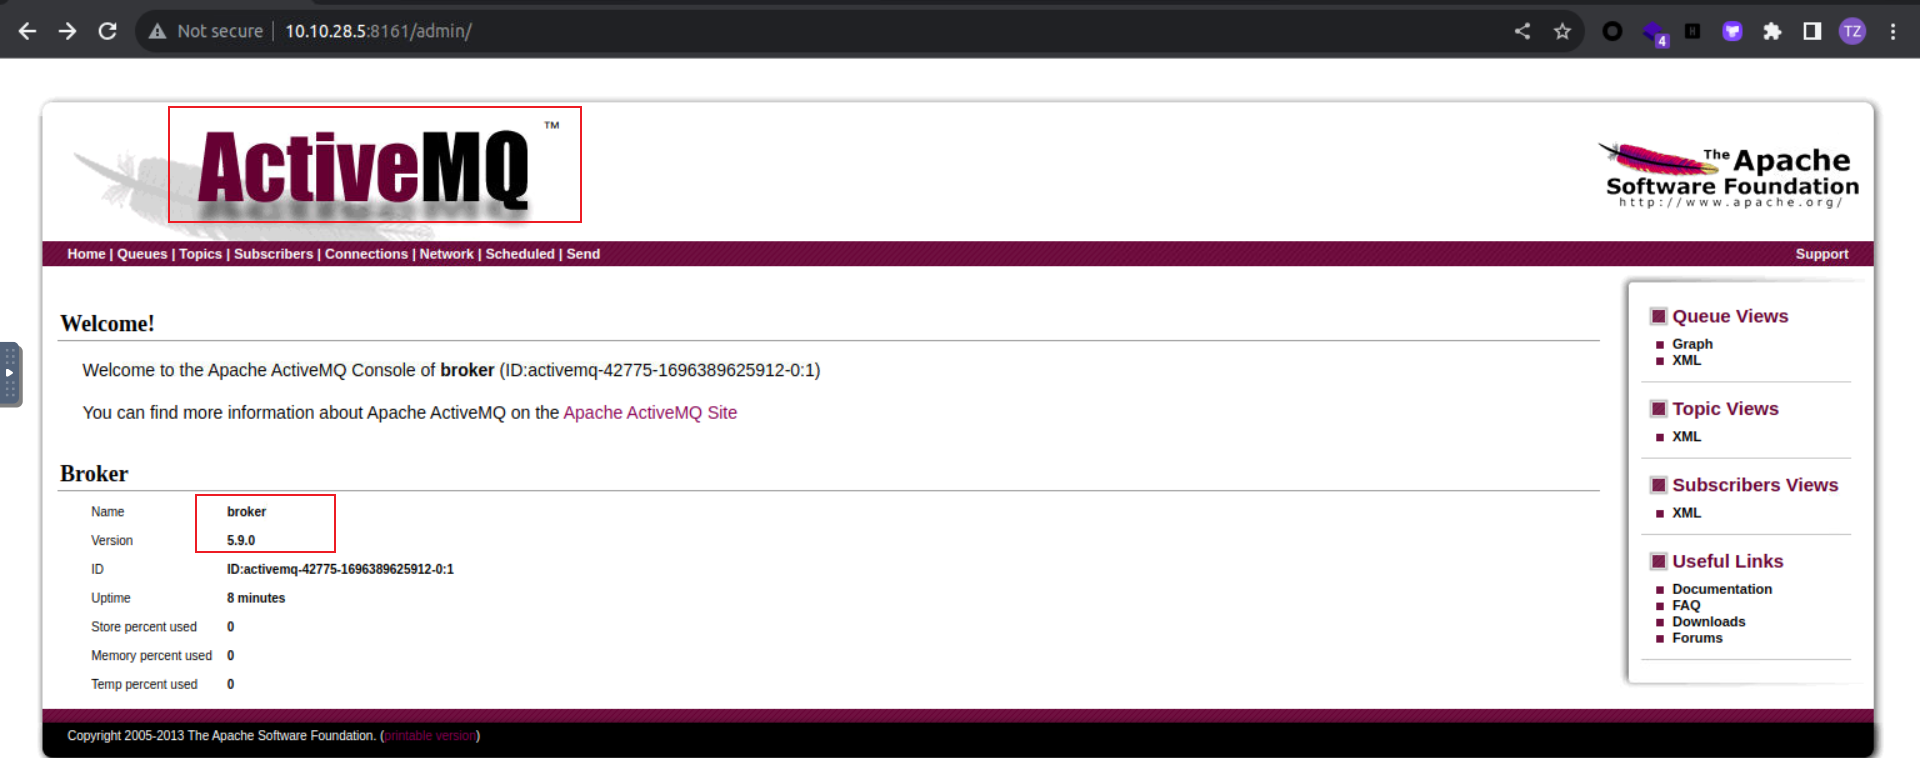 Not secure 10.10.28.5:8161/admin/
4
TZ
ActiveMQ ™
The Apache
Software Foundation
http://www.apache.org/
Home | Queues | Topics | Subscribers | Connections | Network | Scheduled | Send
Support
Welcome!
Welcome to the Apache ActiveMQ Console of broker (ID:activemq-42775-1696389625912-0:1)
You can find more information about Apache ActiveMQ on the Apache ActiveMQ Site
Broker
Name broker
Version 5.9.0
ID ID:activemq-42775-1696389625912-0:1
Uptime 8 minutes
Store percent used 0
Memory percent used 0
Temp percent used 0
Queue Views
Graph
XML
Topic Views
XML
Subscribers Views
XML
Useful Links
Documentation
FAQ
Downloads
Forums
Copyright 2005-2013 The Apache Software Foundation. (printable version)